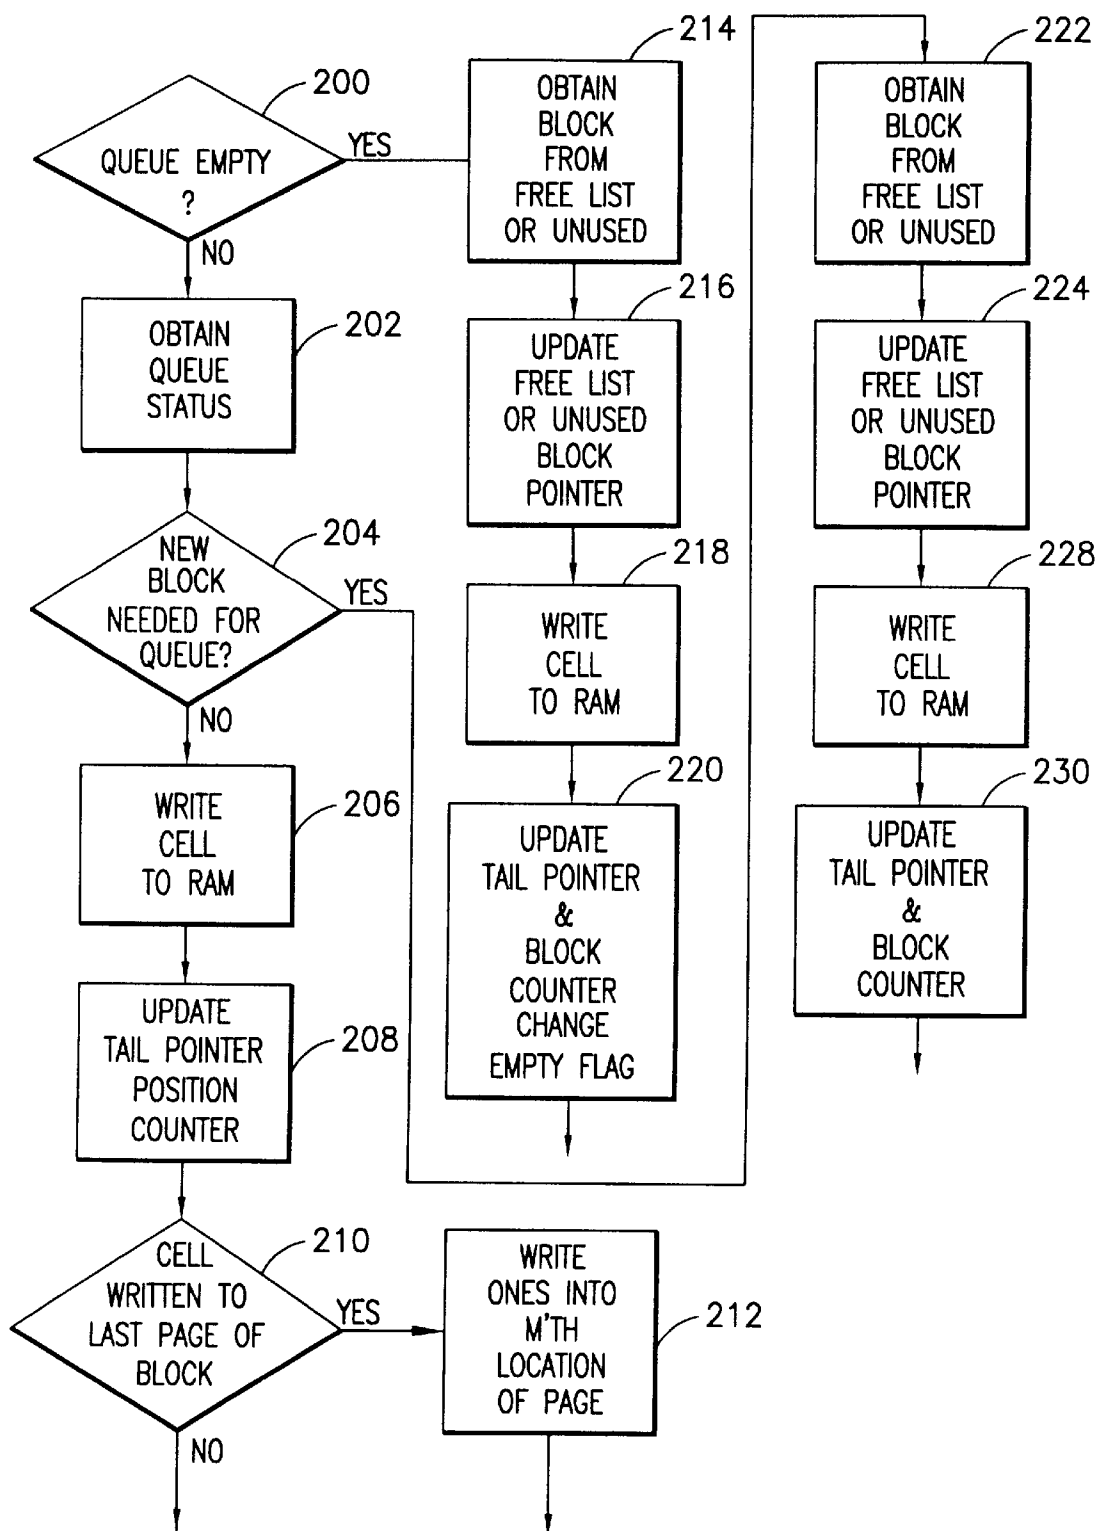 200
QUEUE EMPTY
?
YES
NO
202
OBTAIN
QUEUE
STATUS
204
NEW
BLOCK
NEEDED FOR
QUEUE?
YES
NO
206
WRITE
CELL
TO RAM
208
UPDATE
TAIL POINTER
POSITION
COUNTER
210
CELL
WRITTEN TO
LAST PAGE OF
BLOCK
YES
NO
212
WRITE
ONES INTO
M'TH
LOCATION
OF PAGE
214
OBTAIN
BLOCK
FROM
FREE LIST
OR UNUSED
216
UPDATE
FREE LIST
OR UNUSED
BLOCK
POINTER
218
WRITE
CELL
TO RAM
220
UPDATE
TAIL POINTER
&
BLOCK
COUNTER
CHANGE
EMPTY FLAG
222
OBTAIN
BLOCK
FROM
FREE LIST
OR UNUSED
224
UPDATE
FREE LIST
OR UNUSED
BLOCK
POINTER
228
WRITE
CELL
TO RAM
230
UPDATE
TAIL POINTER
&
BLOCK
COUNTER